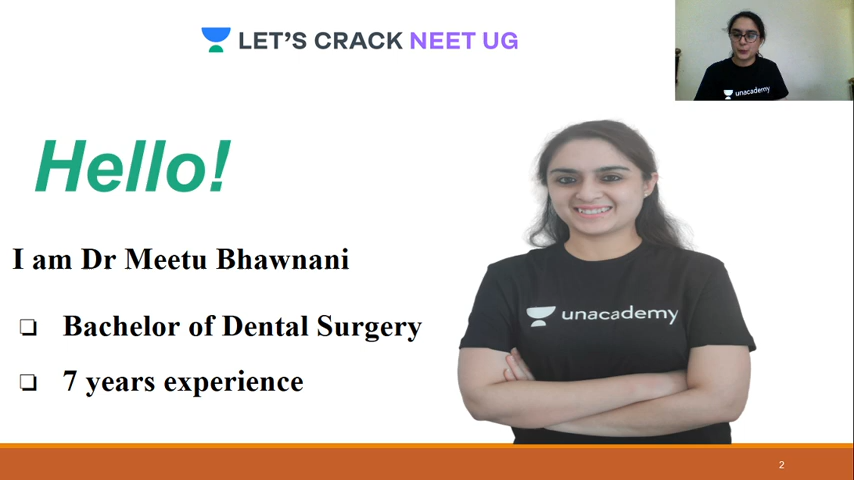 LET'S CRACK NEET UG
unacademy
Hello!
I am Dr Meetu Bhawnani
❏ Bachelor of Dental Surgery
❏ 7 years experience
unacademy
2